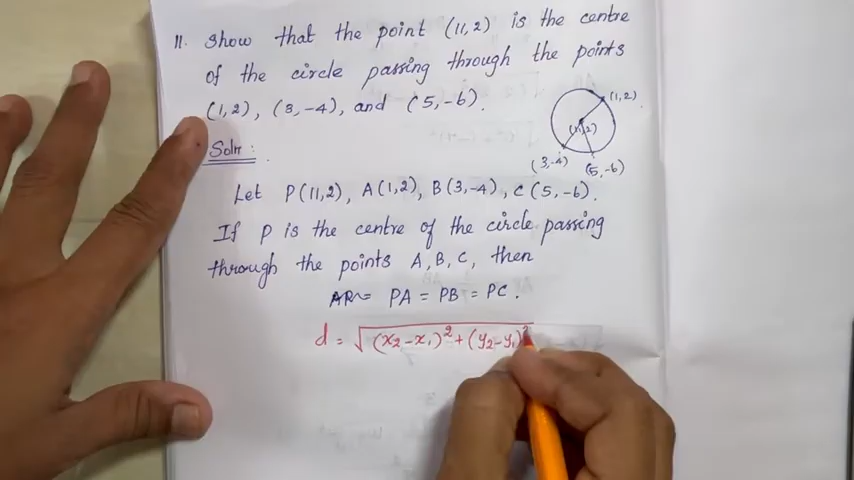 11. Show that the point (11,2) is the centre
of the circle passing through the points
(1,2), (3,-4), and (5,-6).
(1,2)
(11,2)
(3,-4)
(5,-6)
Soln :
Let P(11,2), A(1,2), B(3,-4), C(5,-6).
If P is the centre of the circle passing
through the points A, B, C, then
PA = PB = PC.
d = √(x₂-x₁)² + (y₂-y₁)²